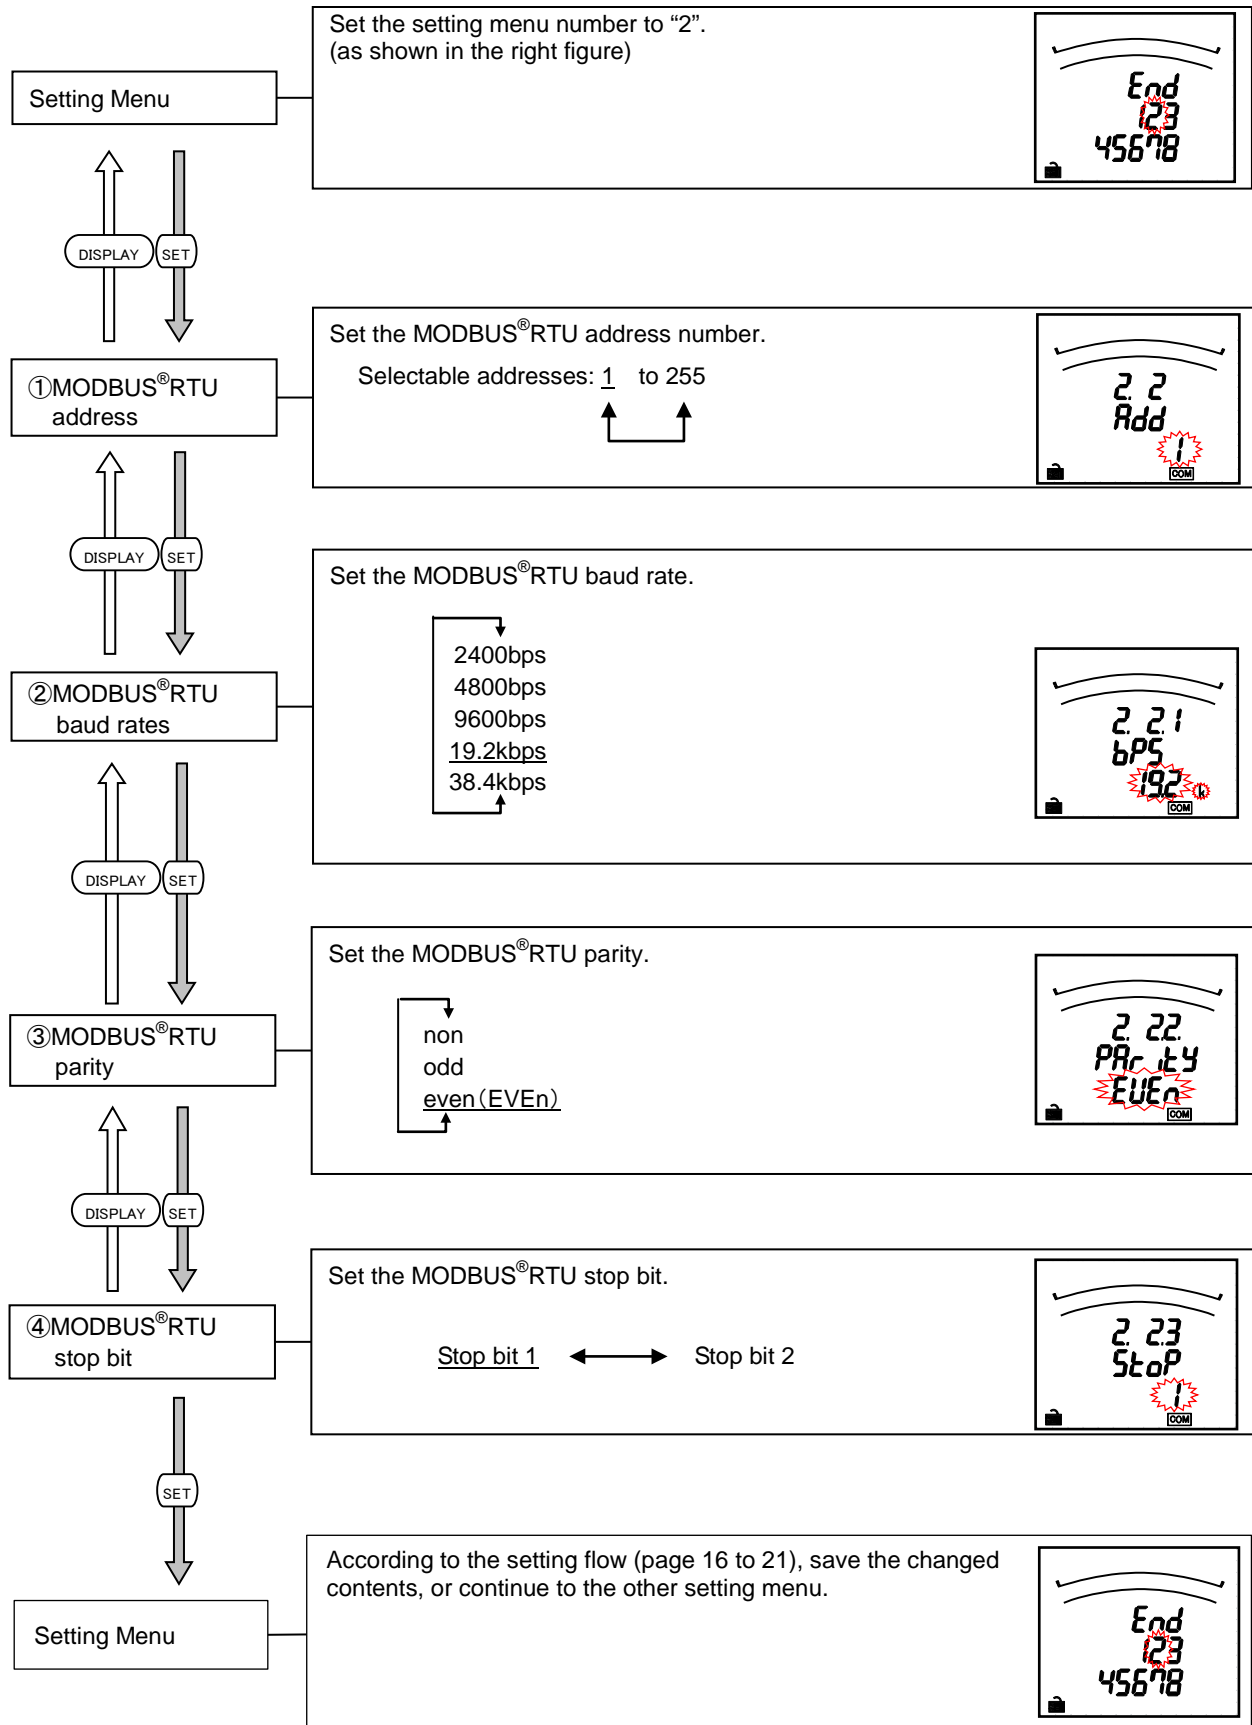 Set the setting menu number to “2”.
(as shown in the right figure)
Setting Menu
End
123
45678
DISPLAY
SET
Set the MODBUS®RTU address number.
Selectable addresses: 1 to 255
①MODBUS®RTU
address
2. 2
Add
1
COM
DISPLAY
SET
Set the MODBUS®RTU baud rate.
2400bps
4800bps
9600bps
19.2kbps
38.4kbps
②MODBUS®RTU
baud rates
2. 2.1
bPS
19.2 k
COM
DISPLAY
SET
Set the MODBUS®RTU parity.
non
odd
even(EVEn)
③MODBUS®RTU
parity
2. 2.2.
PAritY
EVEn
COM
DISPLAY
SET
Set the MODBUS®RTU stop bit.
Stop bit 1 Stop bit 2
④MODBUS®RTU
stop bit
2. 2.3
StoP
1
COM
SET
According to the setting flow (page 16 to 21), save the changed
contents, or continue to the other setting menu.
Setting Menu
End
123
45678